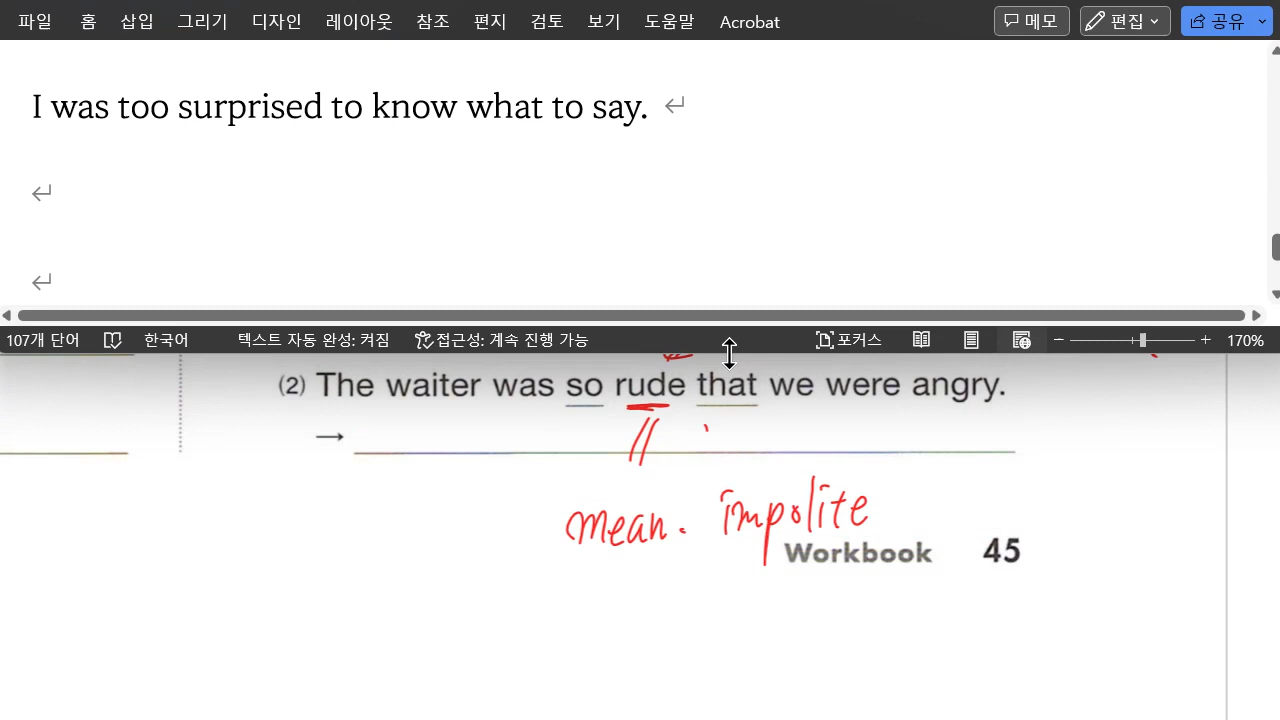 파일 홈 삽입 그리기 디자인 레이아웃 참조 편지 검토 보기 도움말 Acrobat 메모 편집 공유
I was too surprised to know what to say. ↵
↵
↵
107개 단어 한국어 텍스트 자동 완성: 켜짐 접근성: 계속 진행 가능 포커스 170%
(2) The waiter was so rude that we were angry.
→
mean. impolite
Workbook 45